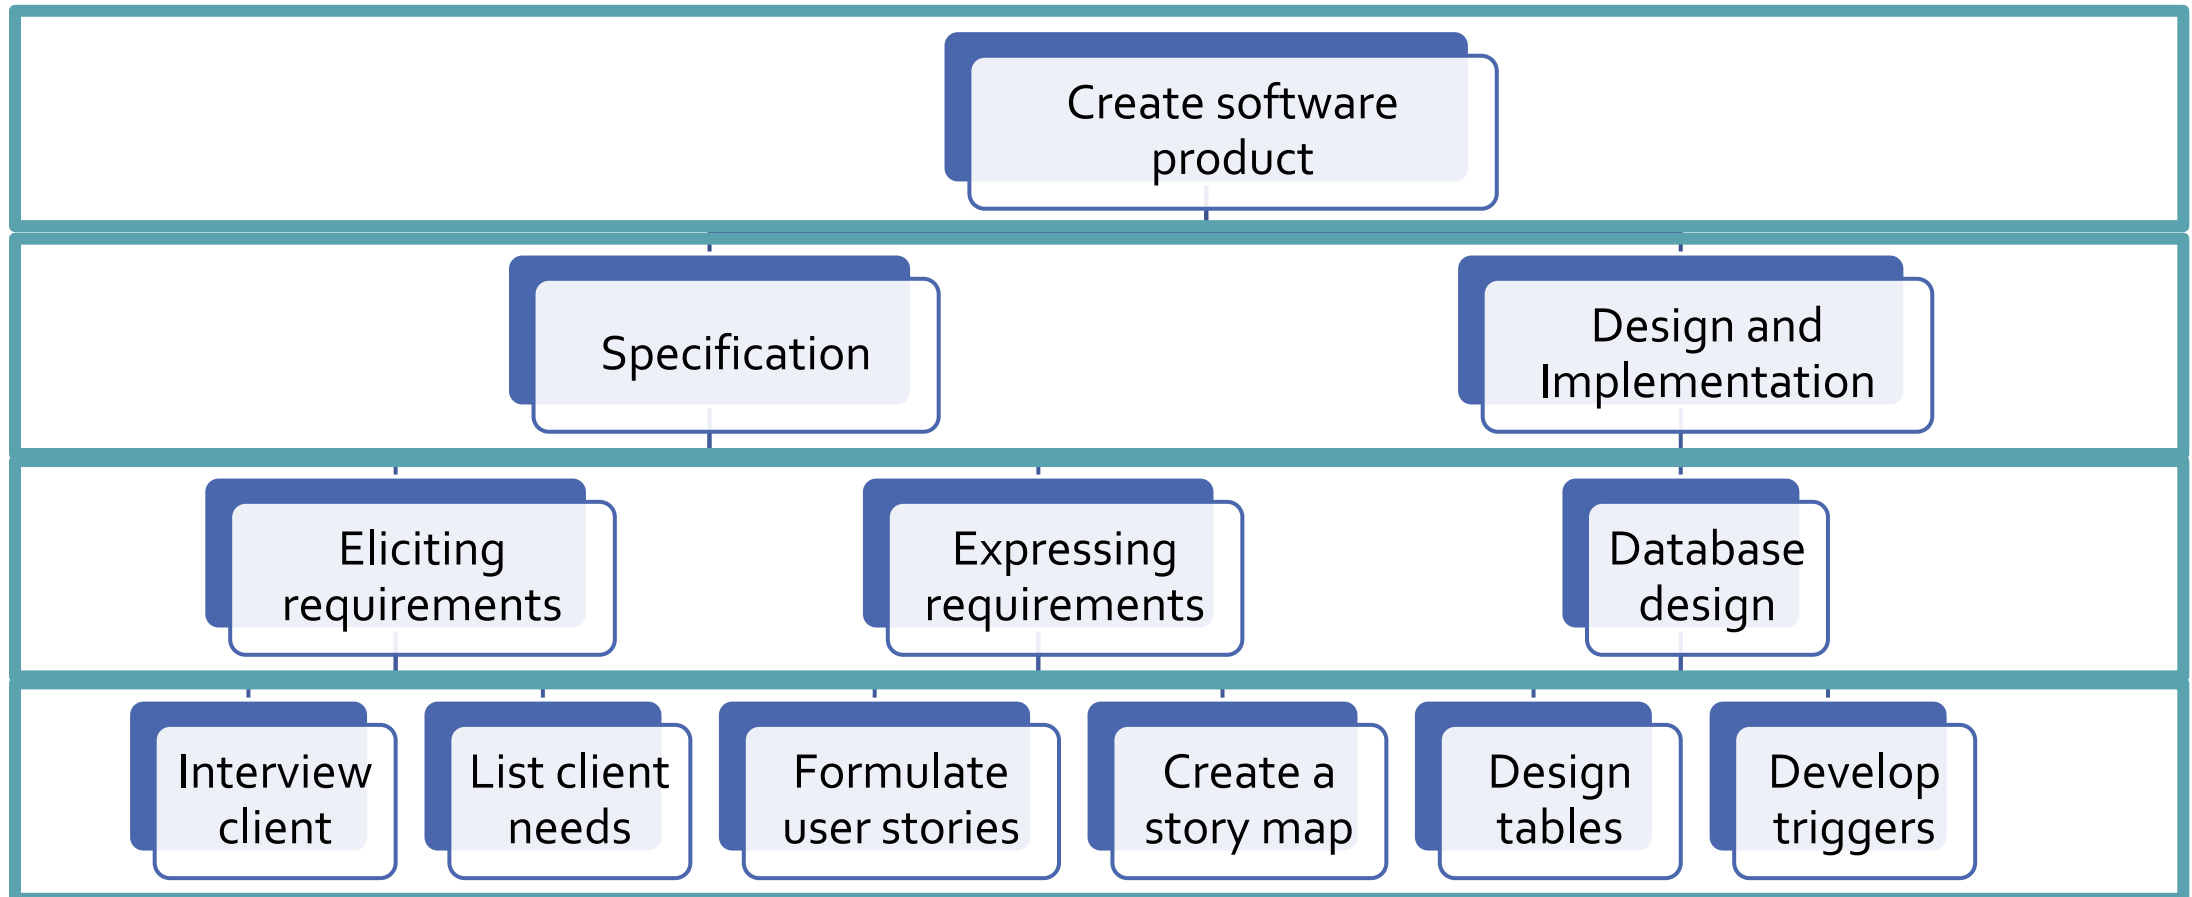 Create software
product
Specification
Design and
Implementation
Eliciting
requirements
Expressing
requirements
Database
design
Interview
client
List client
needs
Formulate
user stories
Create a
story map
Design
tables
Develop
triggers